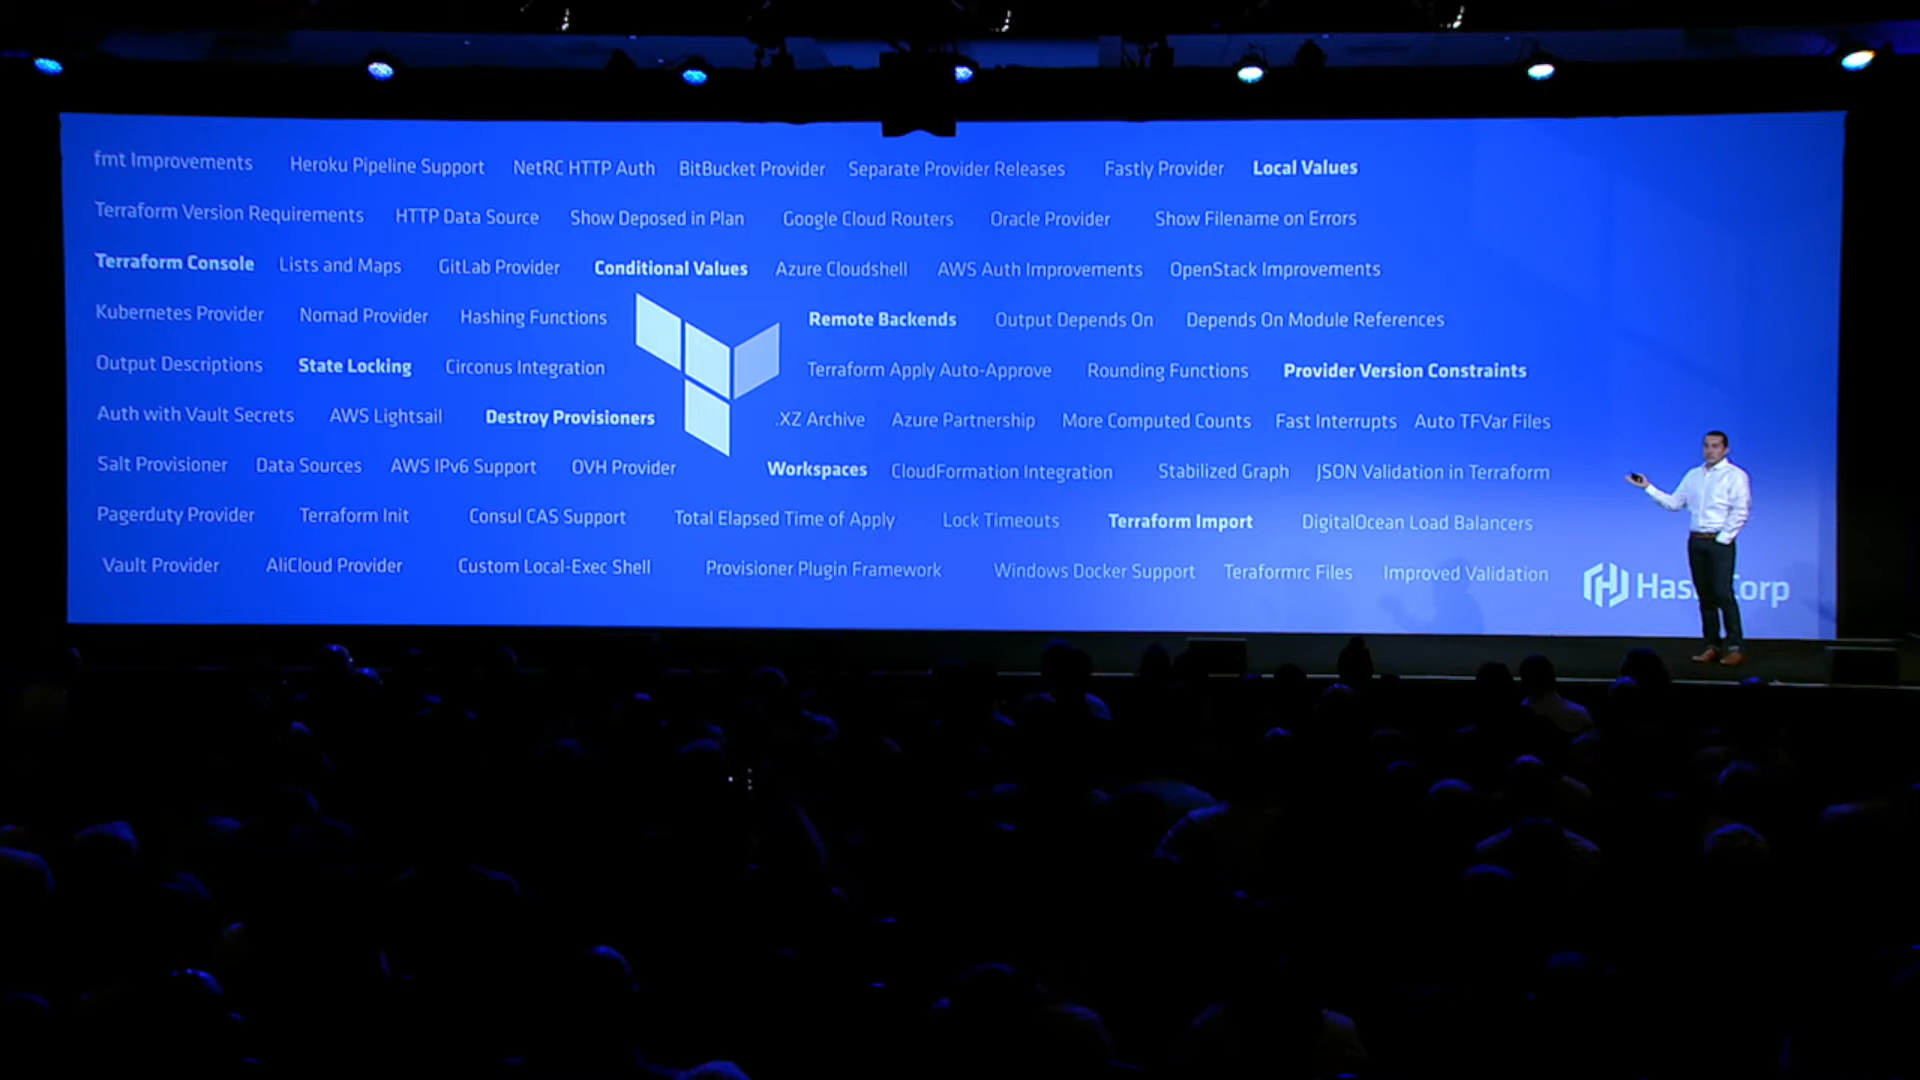 fmt Improvements Heroku Pipeline Support NetRC HTTP Auth BitBucket Provider Separate Provider Releases Fastly Provider Local Values
Terraform Version Requirements HTTP Data Source Show Deposed in Plan Google Cloud Routers Oracle Provider Show Filename on Errors
Terraform Console Lists and Maps GitLab Provider Conditional Values Azure Cloudshell AWS Auth Improvements OpenStack Improvements
Kubernetes Provider Nomad Provider Hashing Functions Remote Backends Output Depends On Depends On Module References
Output Descriptions State Locking Circonus Integration Terraform Apply Auto-Approve Rounding Functions Provider Version Constraints
Auth with Vault Secrets AWS Lightsail Destroy Provisioners .XZ Archive Azure Partnership More Computed Counts Fast Interrupts Auto TFVar Files
Salt Provisioner Data Sources AWS IPv6 Support OVH Provider Workspaces CloudFormation Integration Stabilized Graph JSON Validation in Terraform
Pagerduty Provider Terraform Init Consul CAS Support Total Elapsed Time of Apply Lock Timeouts Terraform Import DigitalOcean Load Balancers
Vault Provider AliCloud Provider Custom Local-Exec Shell Provisioner Plugin Framework Windows Docker Support Teraformrc Files Improved Validation